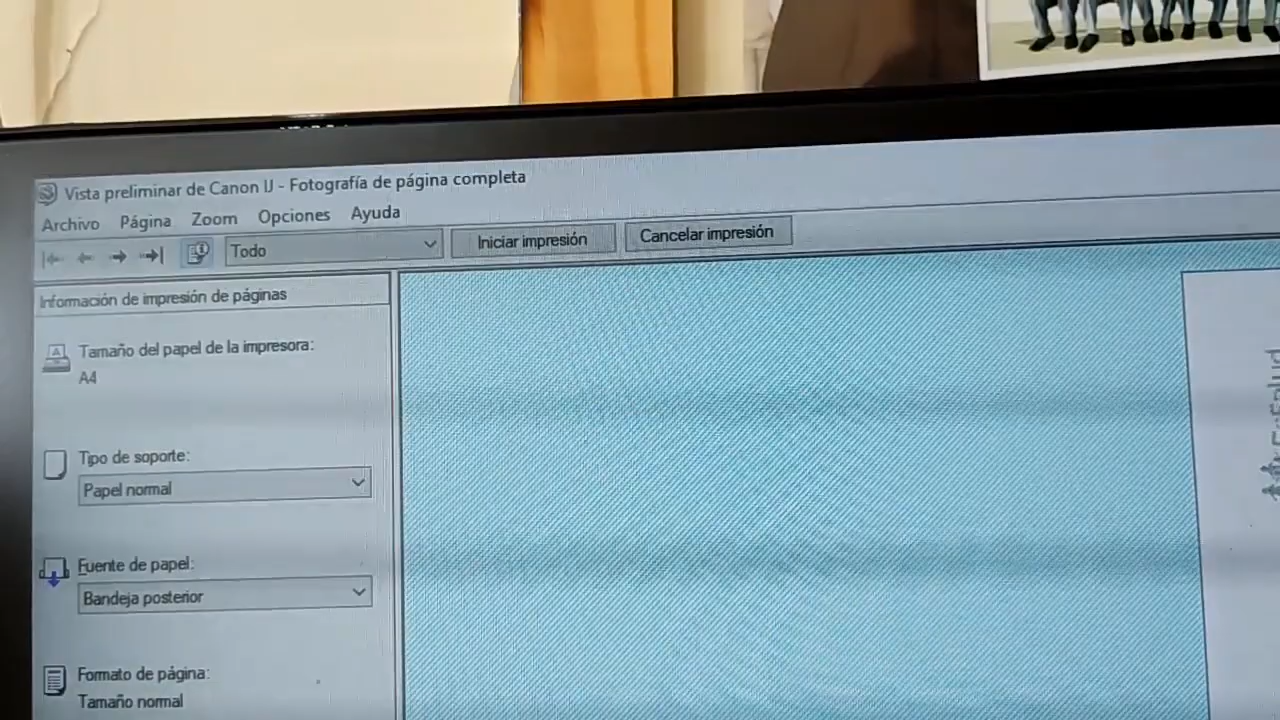 Vista preliminar de Canon IJ - Fotografía de página completa
Archivo Página Zoom Opciones Ayuda
Todo Iniciar impresión Cancelar impresión
Información de impresión de páginas
Tamaño del papel de la impresora:
A4
Tipo de soporte:
Papel normal
Fuente de papel:
Bandeja posterior
Formato de página:
Tamaño normal
EsSalud